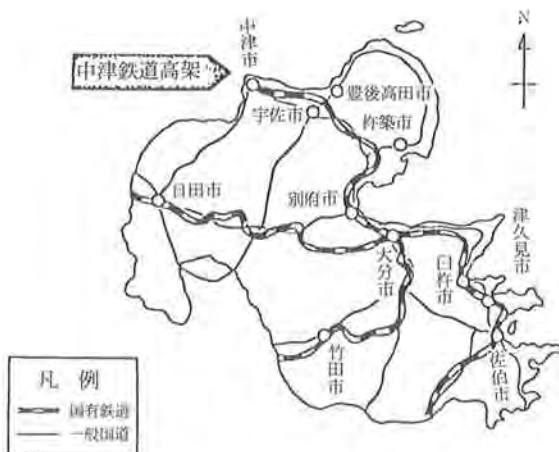 中津市
N
中津鉄道高架
豊後高田市
宇佐市
杵築市
日田市
別府市
津久見市
大分市
臼杵市
竹田市
佐伯市
凡例
国有鉄道
一般国道